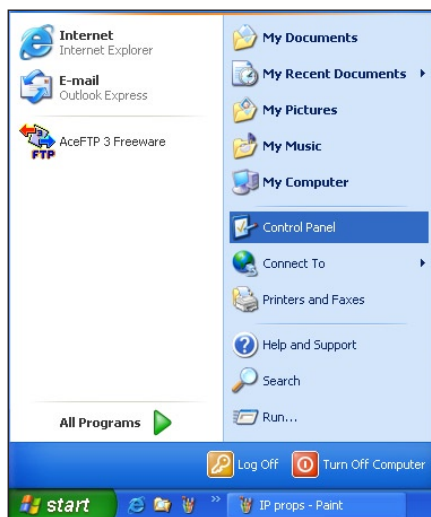 Internet
Internet Explorer
E-mail
Outlook Express
FTP
AceFTP 3 Freeware
All Programs
My Documents
My Recent Documents
My Pictures
My Music
My Computer
Control Panel
Connect To
Printers and Faxes
Help and Support
Search
Run...
Log Off
Turn Off Computer
start
IP props - Paint